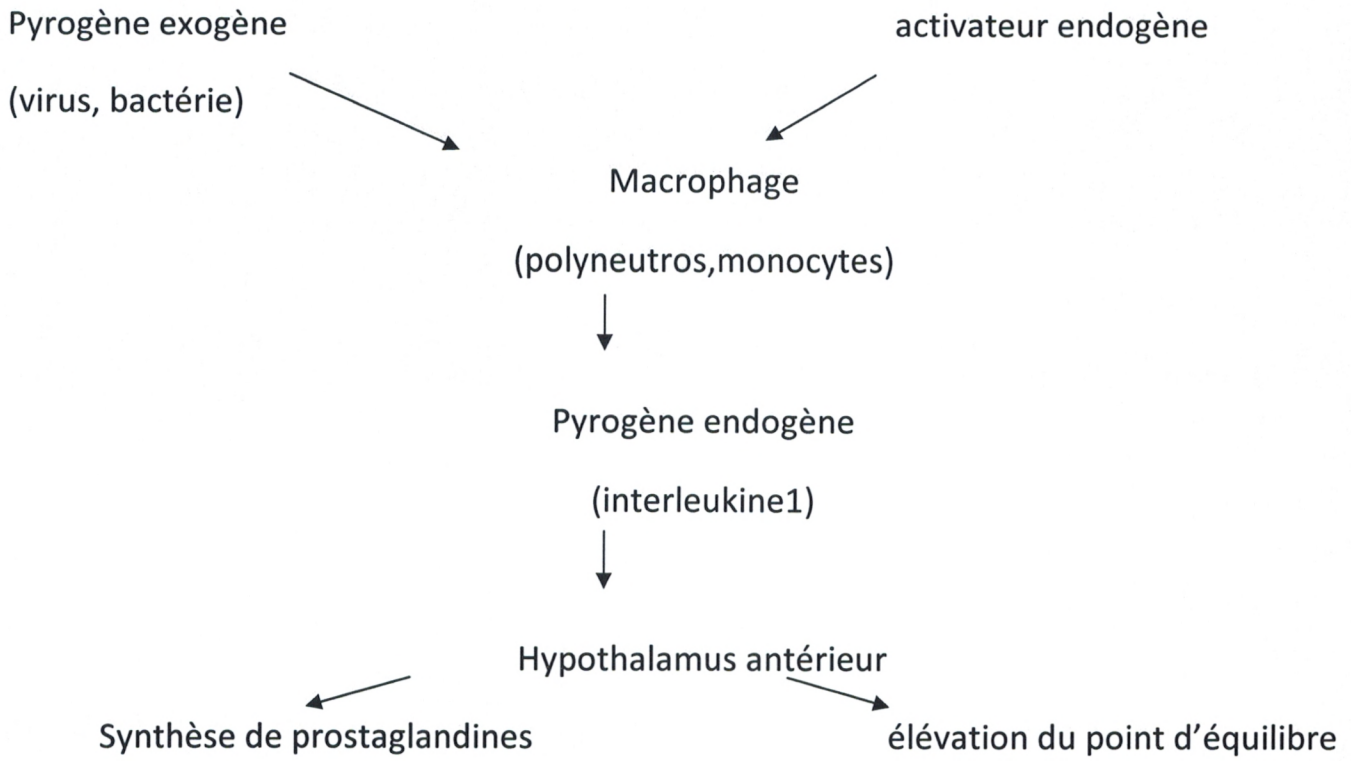 Pyrogène exogène
activateur endogène
(virus, bactérie)
Macrophage
(polyneutros,monocytes)
Pyrogène endogène
(interleukine1)
Hypothalamus antérieur
Synthèse de prostaglandines
élévation du point d’équilibre